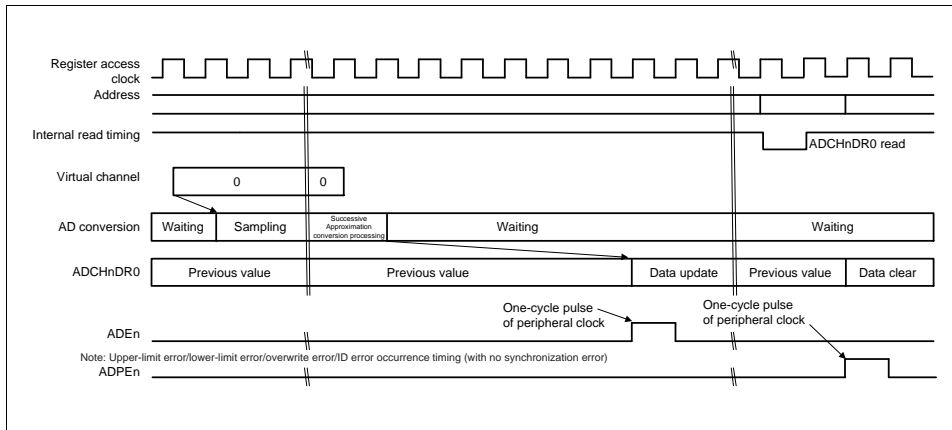 Register access
clock
Address
Internal read timing
ADCHnDR0 read
Virtual channel
0
0
AD conversion
Waiting
Sampling
Successive
Approximation
conversion processing
Waiting
Waiting
ADCHnDR0
Previous value
Previous value
Data update
Previous value
Data clear
One-cycle pulse
of peripheral clock
One-cycle pulse
of peripheral clock
ADEn
Note: Upper-limit error/lower-limit error/overwrite error/ID error occurrence timing (with no synchronization error)
ADPEn